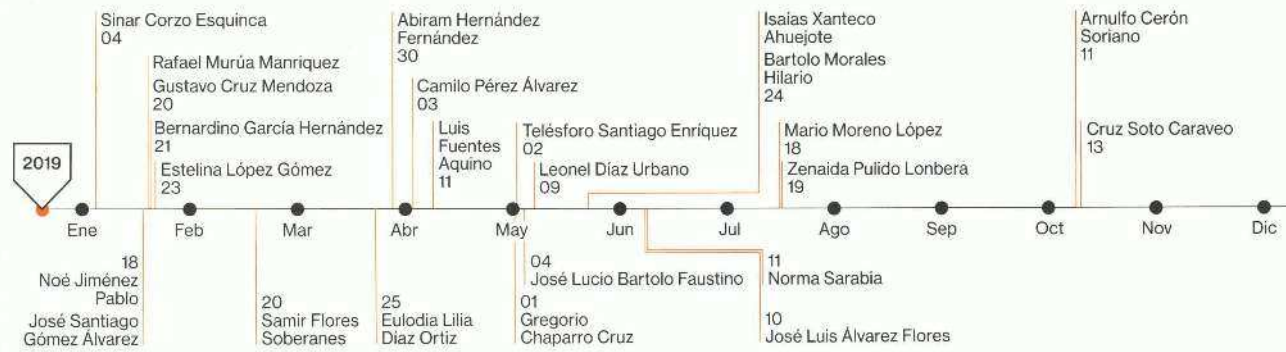 Sinar Corzo Esquinca
04
Rafael Murúa Manriquez
Gustavo Cruz Mendoza
20
Bernardino García Hernández
21
Estelina López Gómez
23
Abiram Hernández
Fernández
30
Camilo Pérez Álvarez
03
Luis
Fuentes
Aquino
11
Telésforo Santiago Enríquez
02
Leonel Díaz Urbano
09
Isaías Xanteco
Ahuejote
Bartolo Morales
Hilario
24
Mario Moreno López
18
Zenaida Pulido Lonbera
19
Arnulfo Cerón
Soriano
11
Cruz Soto Caraveo
13
2019
Ene
Feb
Mar
Abr
May
Jun
Jul
Ago
Sep
Oct
Nov
Dic
18
Noé Jiménez
Pablo
José Santiago
Gómez Álvarez
20
Samir Flores
Soberanes
25
Eulodia Lilia
Díaz Ortiz
04
José Lucio Bartolo Faustino
01
Gregorio
Chaparro Cruz
11
Norma Sarabia
10
José Luis Álvarez Flores